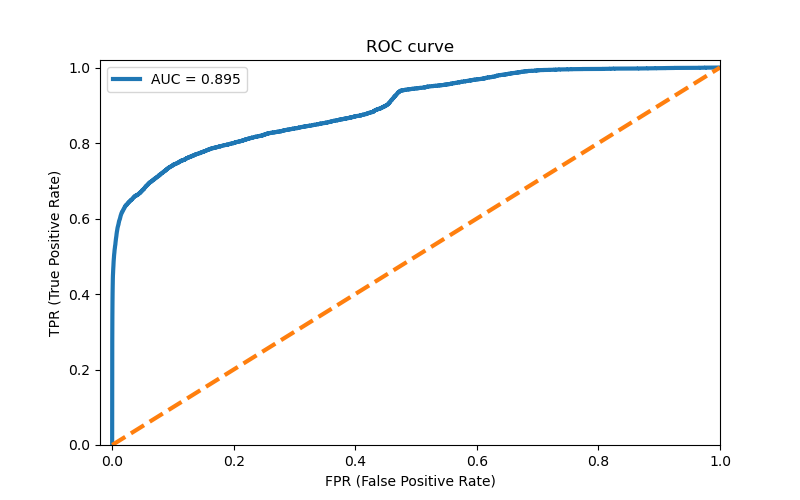 ROC curve
AUC = 0.895
TPR (True Positive Rate)
1.0
0.8
0.6
0.4
0.2
0.0
0.0 0.2 0.4 0.6 0.8 1.0
FPR (False Positive Rate)